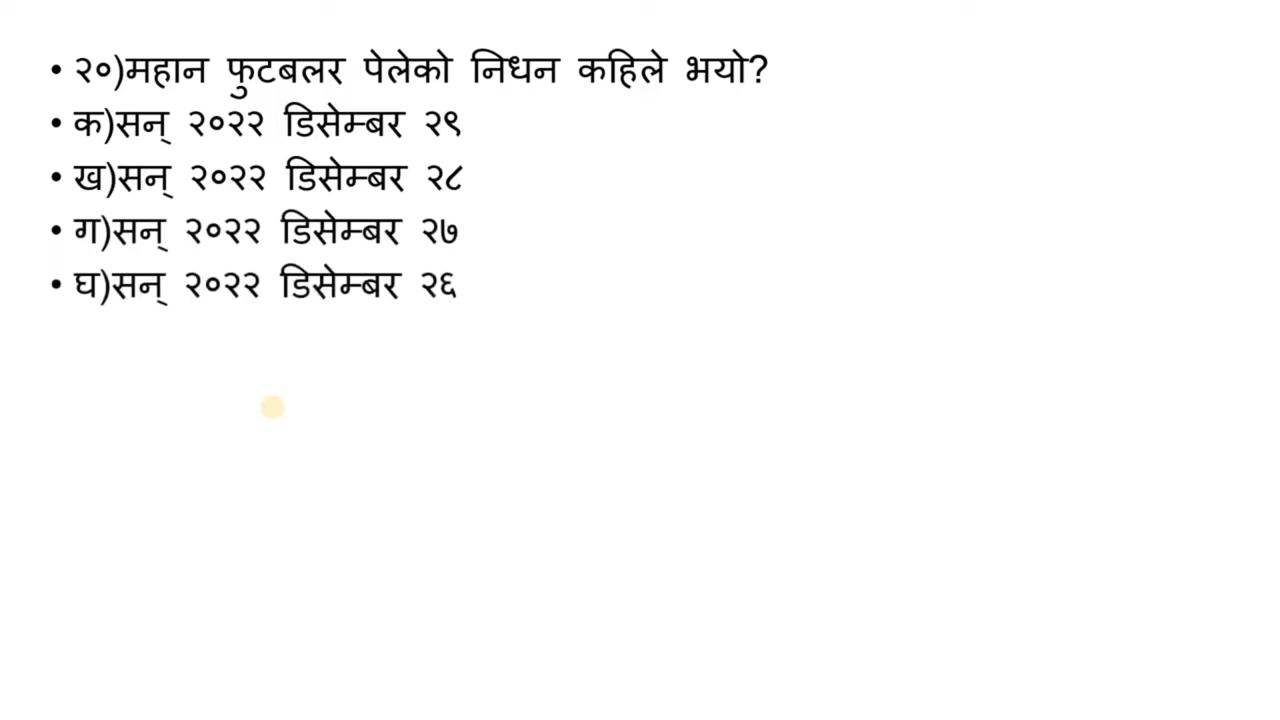 • २०)महान फुटबलर पेलेको निधन कहिले भयो?
• क)सन् २०२२ डिसेम्बर २९
• ख)सन् २०२२ डिसेम्बर २८
• ग)सन् २०२२ डिसेम्बर २७
• घ)सन् २०२२ डिसेम्बर २६